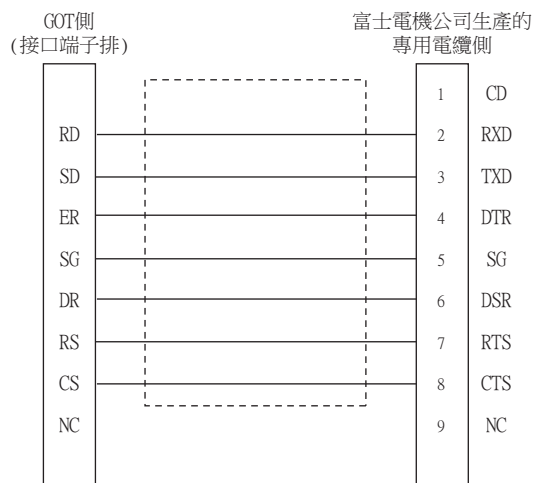 GOT側
(接口端子排)
富士電機公司生產的
專用電纜側
1 CD
RD 2 RXD
SD 3 TXD
ER 4 DTR
SG 5 SG
DR 6 DSR
RS 7 RTS
CS 8 CTS
NC 9 NC